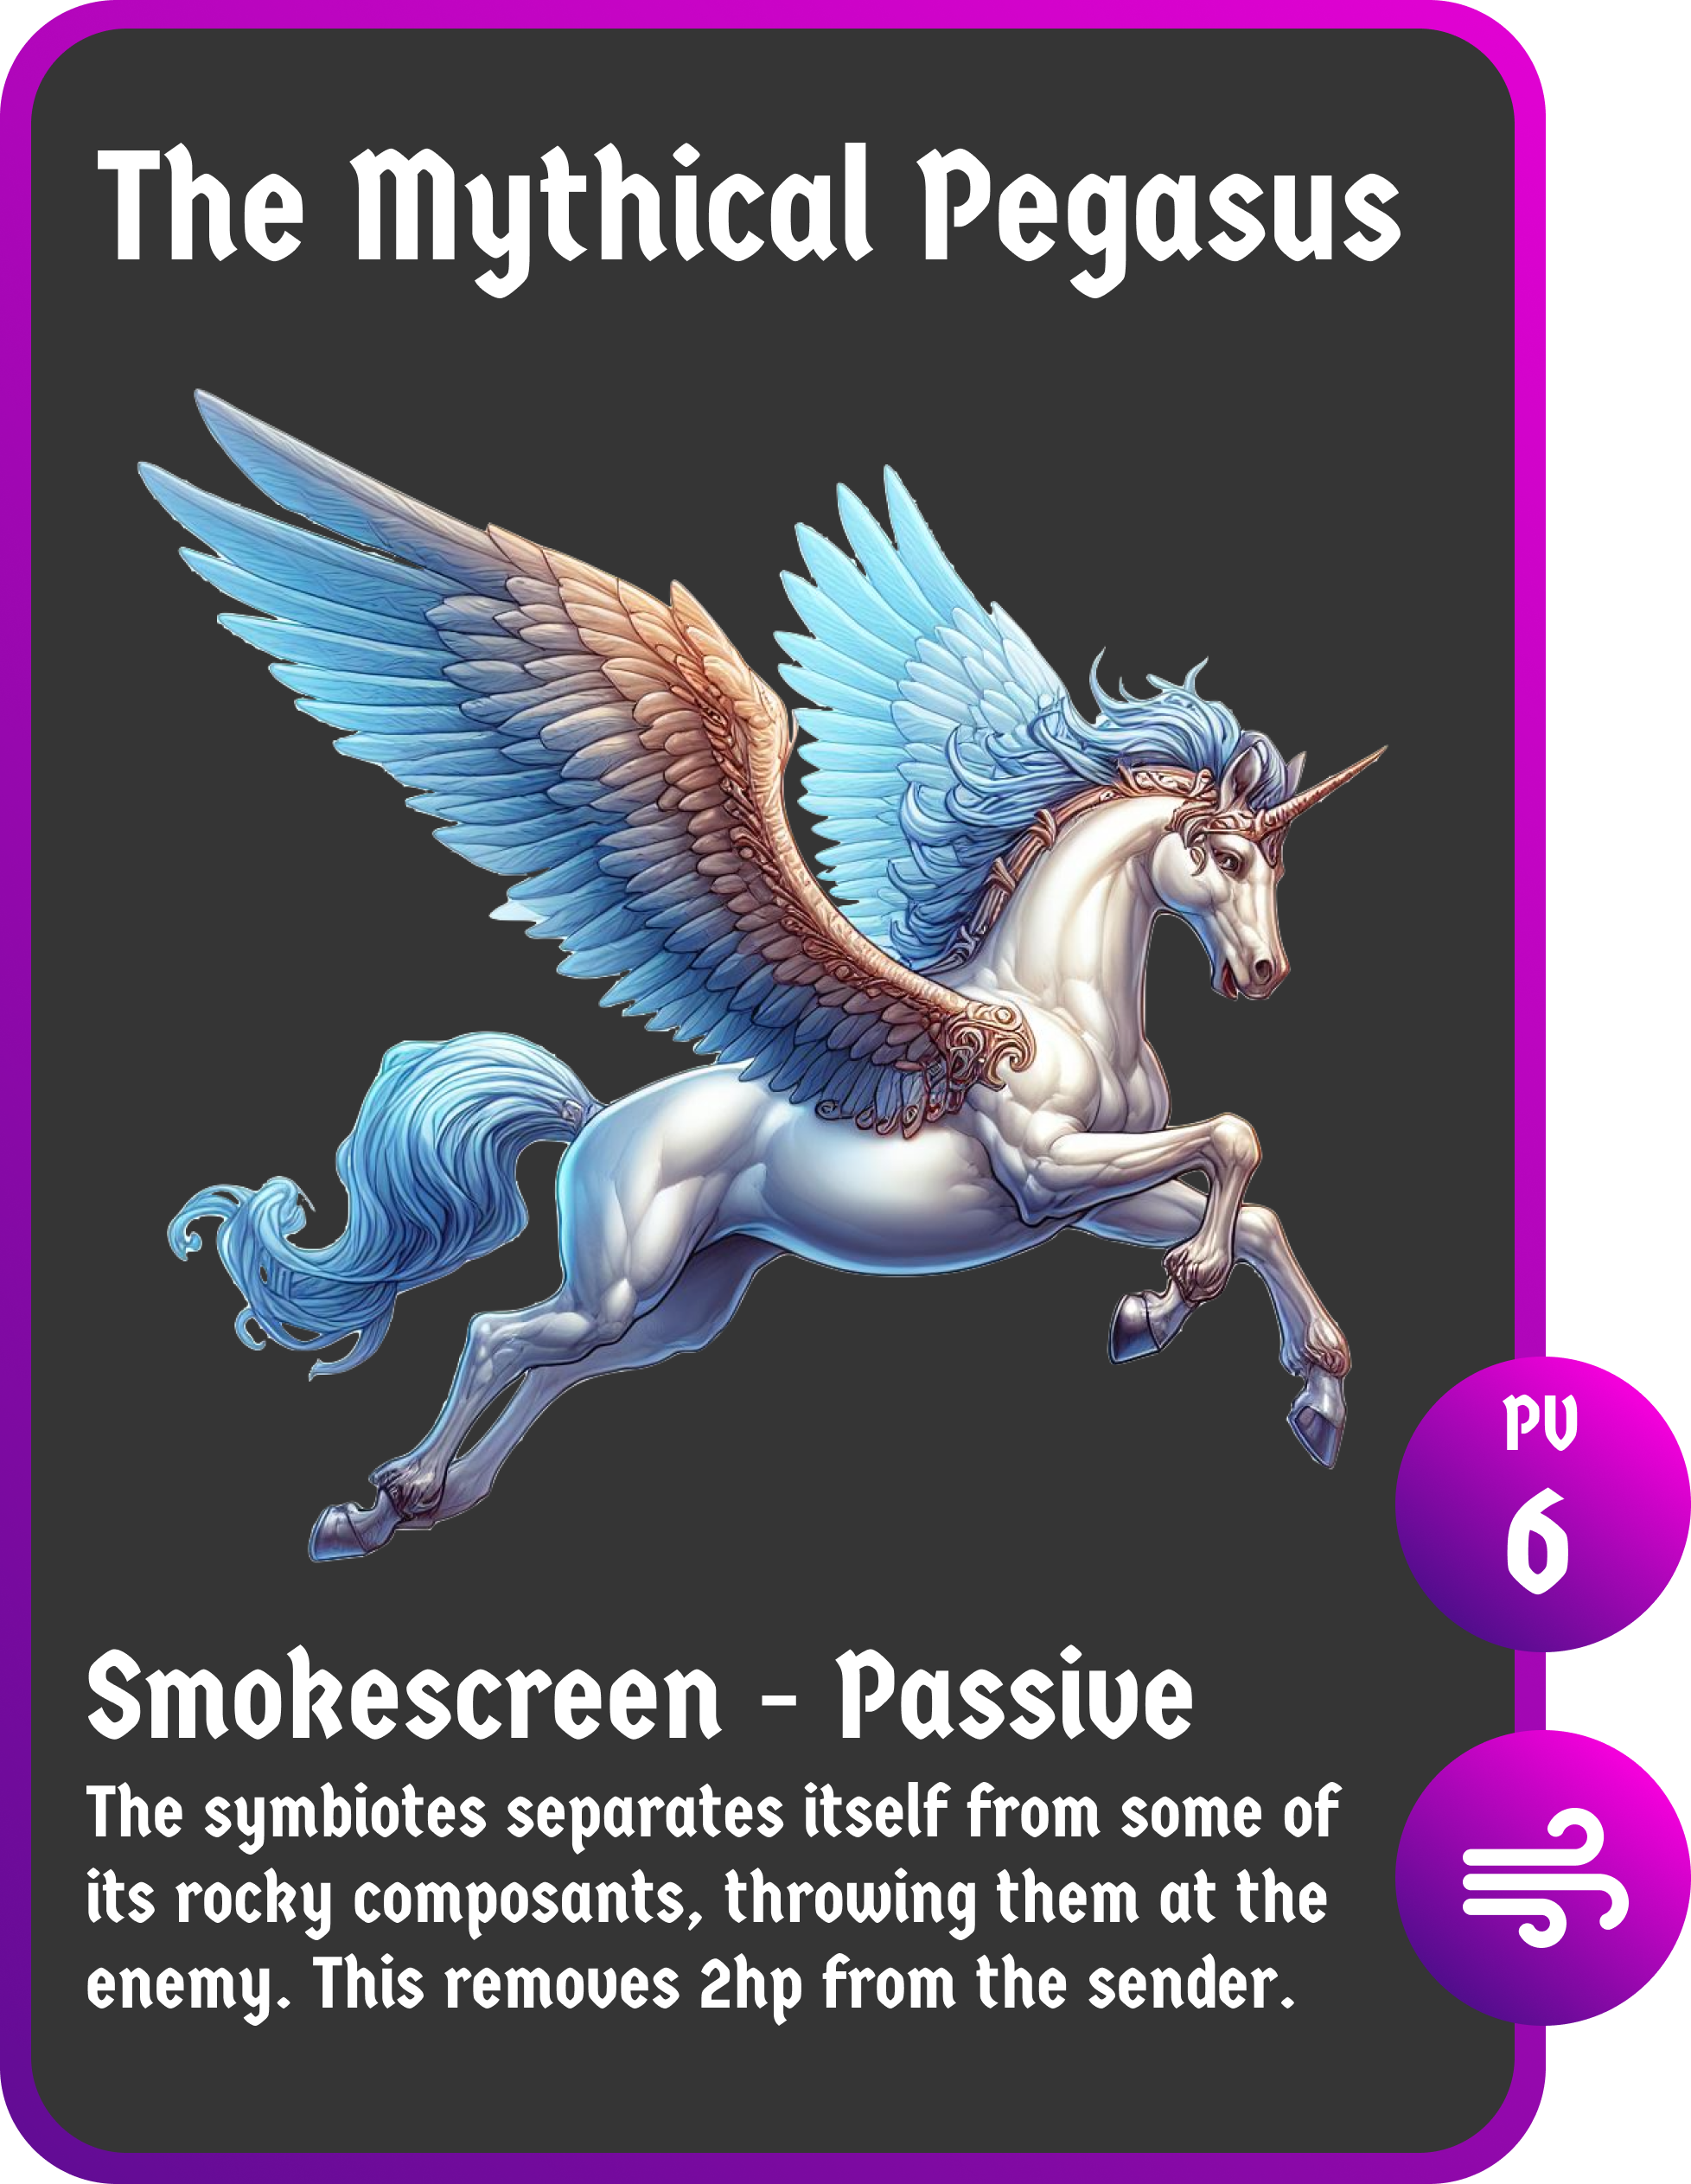 The Mythical Pegasus
PV
6
Smokescreen - Passive
The symbiotes separates itself from some of
its rocky composants, throwing them at the
enemy. This removes 2hp from the sender.